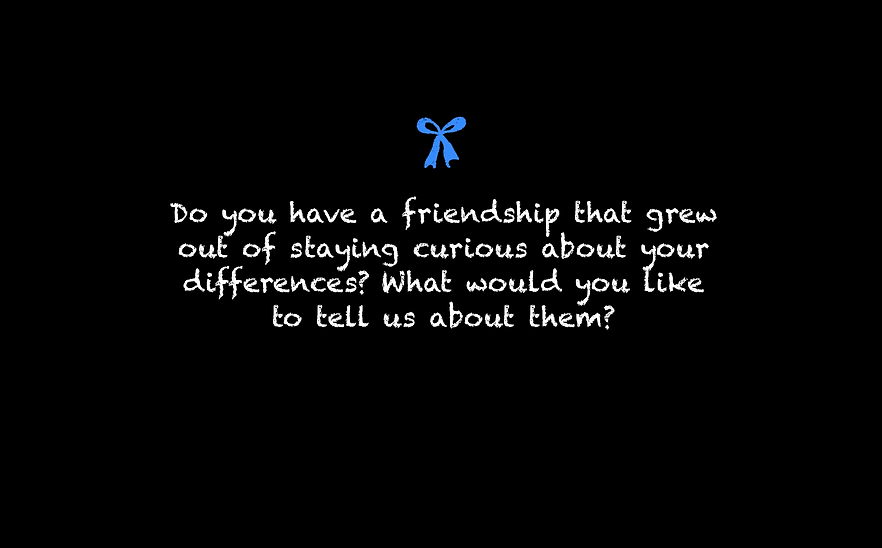 Do you have a friendship that grew
out of staying curious about your
differences? What would you like
to tell us about them?